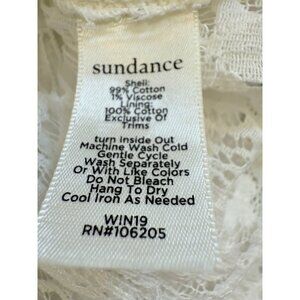 sundance
Shell:
99% Cotton
1% Viscose
Lining:
100% Cotton
Exclusive Of
Trims
turn Inside Out
Machine Wash Cold
Gentle Cycle
Wash Separately
Or With Like Colors
Do Not Bleach
Hang To Dry
Cool Iron As Needed
WIN19
RN#106205